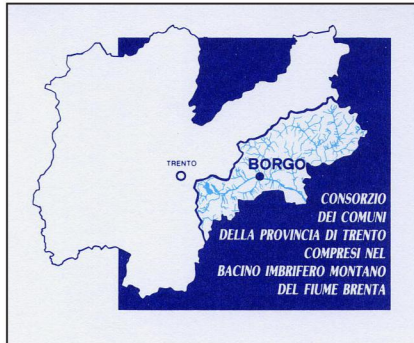 TRENTO
BORGO
CONSORZIO
DEI COMUNI
DELLA PROVINCIA DI TRENTO
COMPRESI NEL
BACINO IMBRIFERO MONTANO
DEL FIUME BRENTA